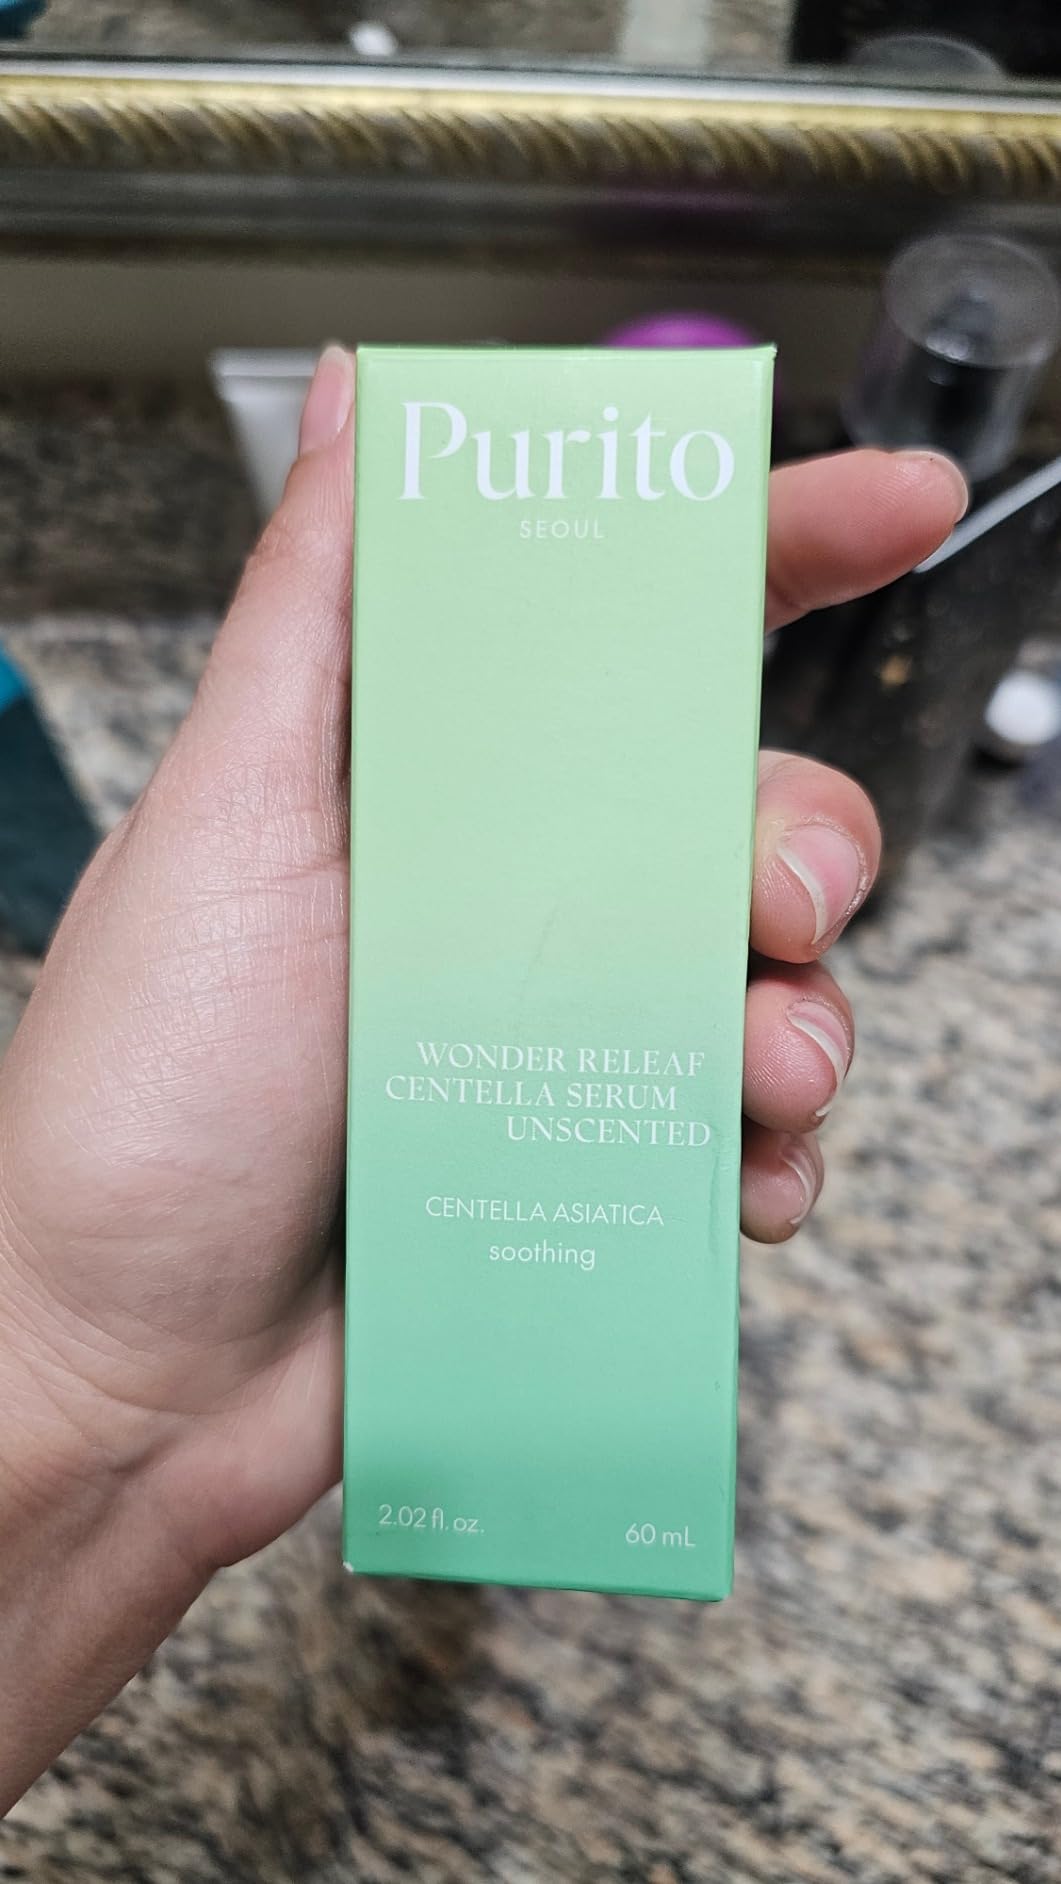 Purito
SEOUL
WONDER RELEAF
CENTELLA SERUM
UNSCENTED
CENTELLA ASIATICA
soothing
2.02 fl. oz. 60 mL